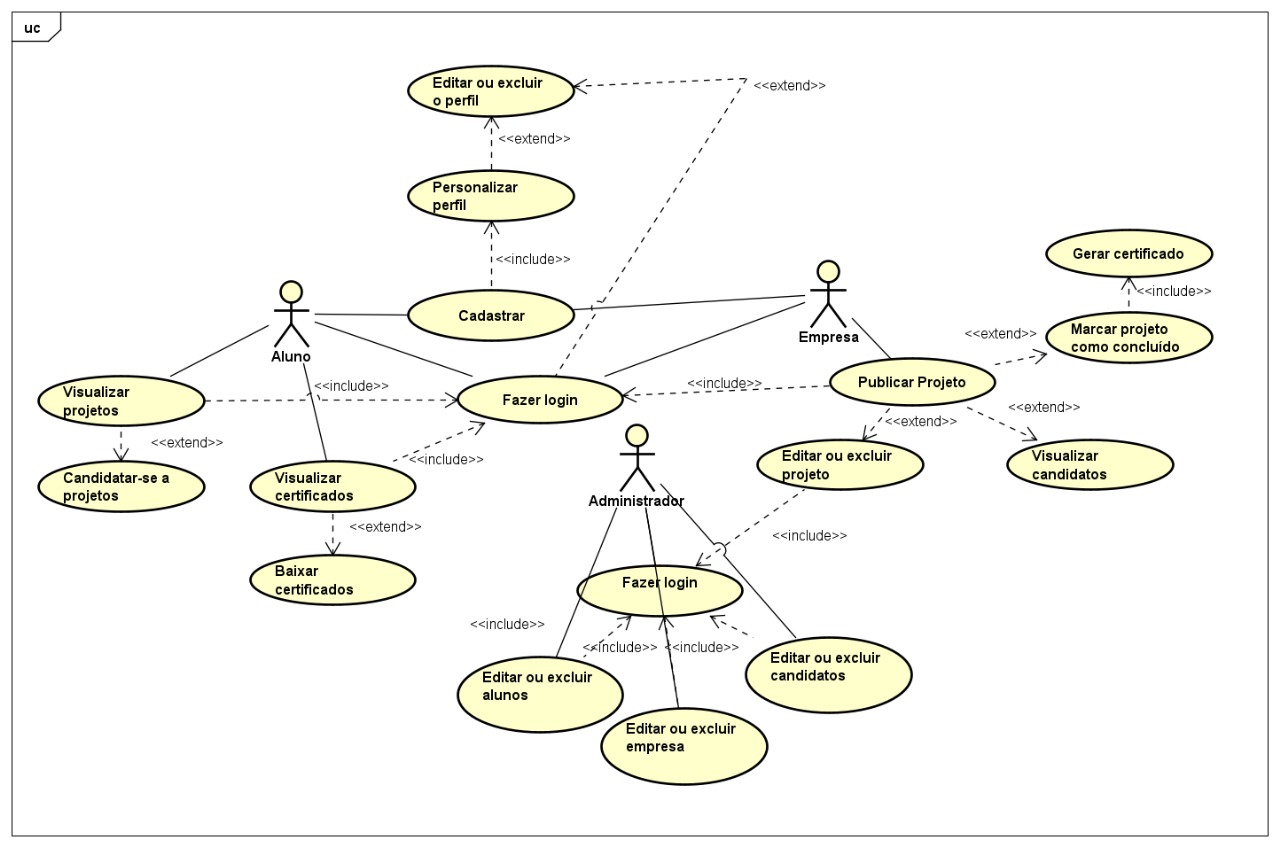 uc
Editar ou excluir
o perfil
<<extend>>
<<extend>>
Personalizar
perfil
<<include>>
Gerar certificado
<<include>>
Cadastrar
Empresa
Marcar projeto
como concluído
<<extend>>
Aluno
Visualizar
projetos
<<include>>
Fazer login
<<include>>
Publicar Projeto
<<extend>>
<<extend>>
<<extend>>
Candidatar-se a
projetos
<<include>>
Visualizar
certificados
Administrador
Editar ou excluir
projeto
Visualizar
candidatos
<<extend>>
<<include>>
Baixar
certificados
Fazer login
<<include>>
<<include>>
<<include>>
Editar ou excluir
alunos
Editar ou excluir
candidatos
Editar ou excluir
empresa